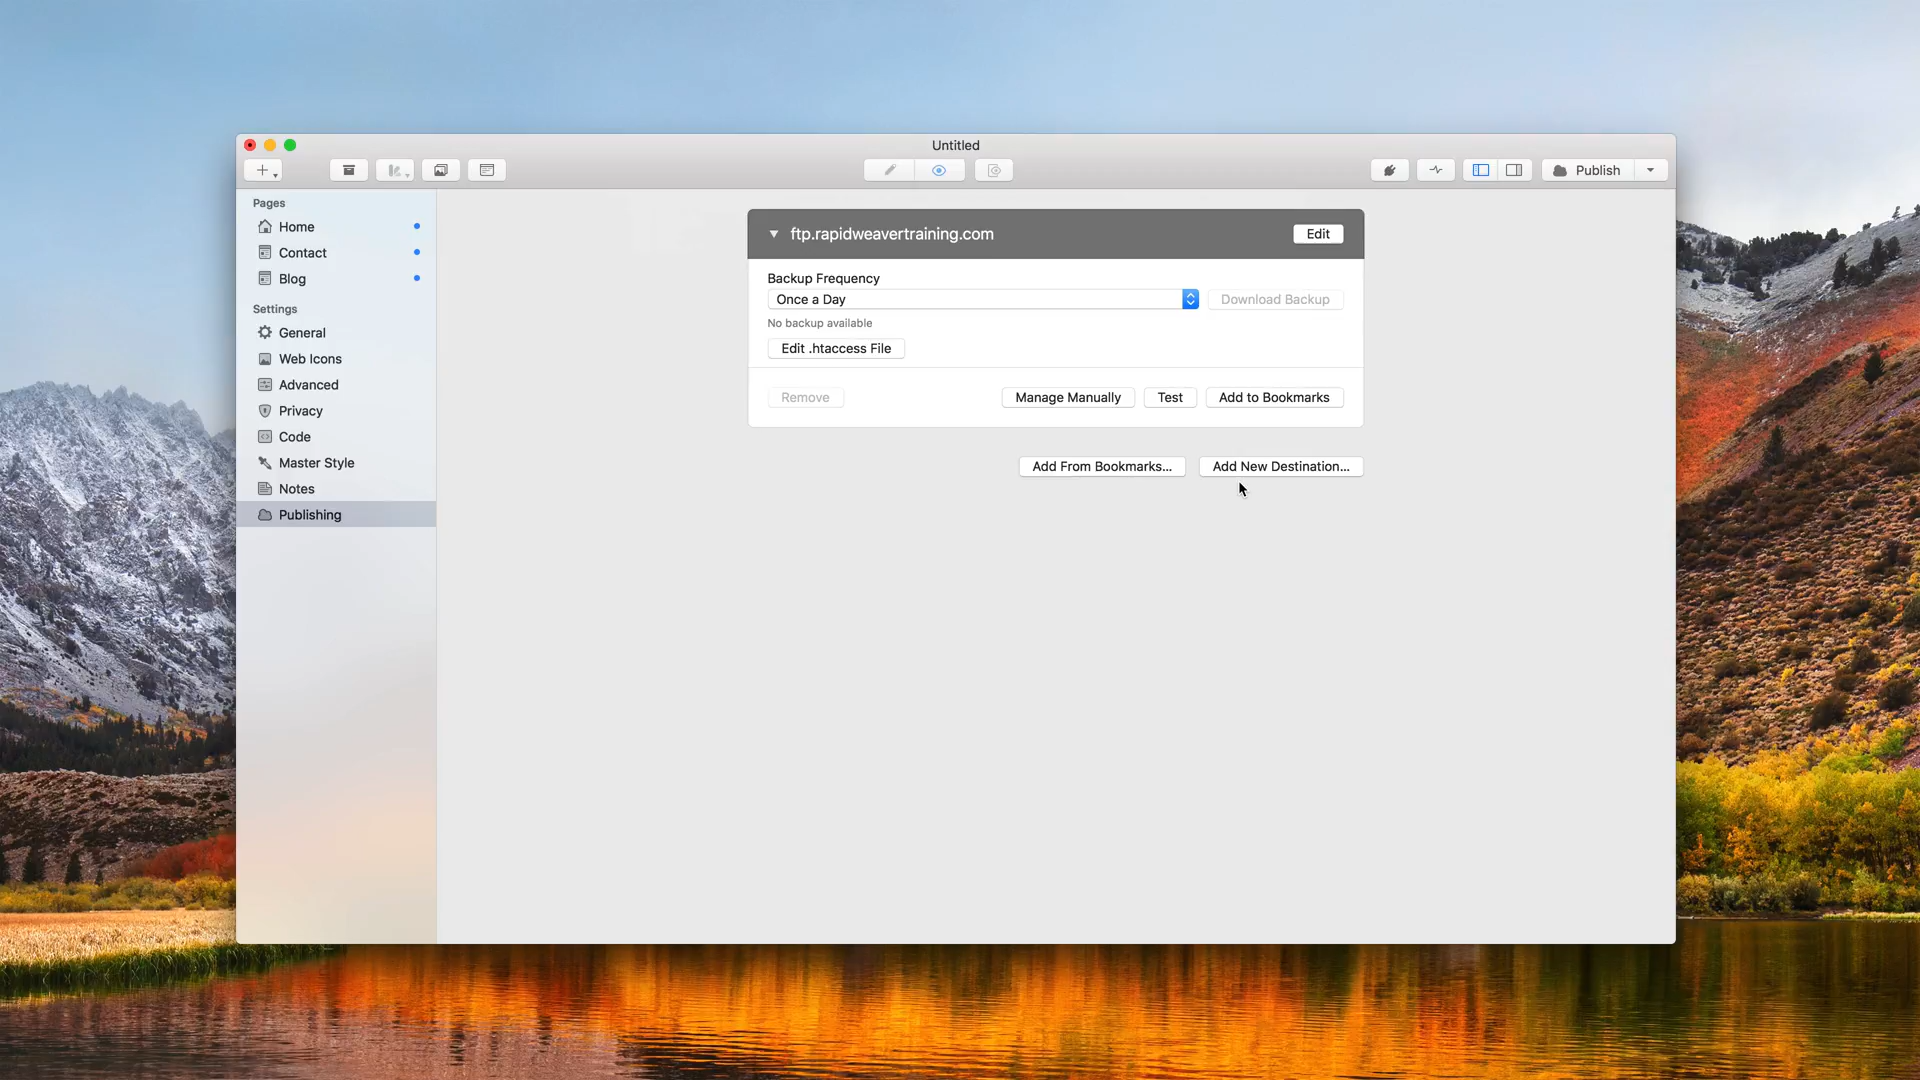 Untitled
Publish
Pages
Home
Contact
Blog
Settings
General
Web Icons
Advanced
Privacy
Code
Master Style
Notes
Publishing
ftp.rapidweavertraining.com
Edit
Backup Frequency
Once a Day
Download Backup
No backup available
Edit .htaccess File
Remove
Manage Manually
Test
Add to Bookmarks
Add From Bookmarks...
Add New Destination...